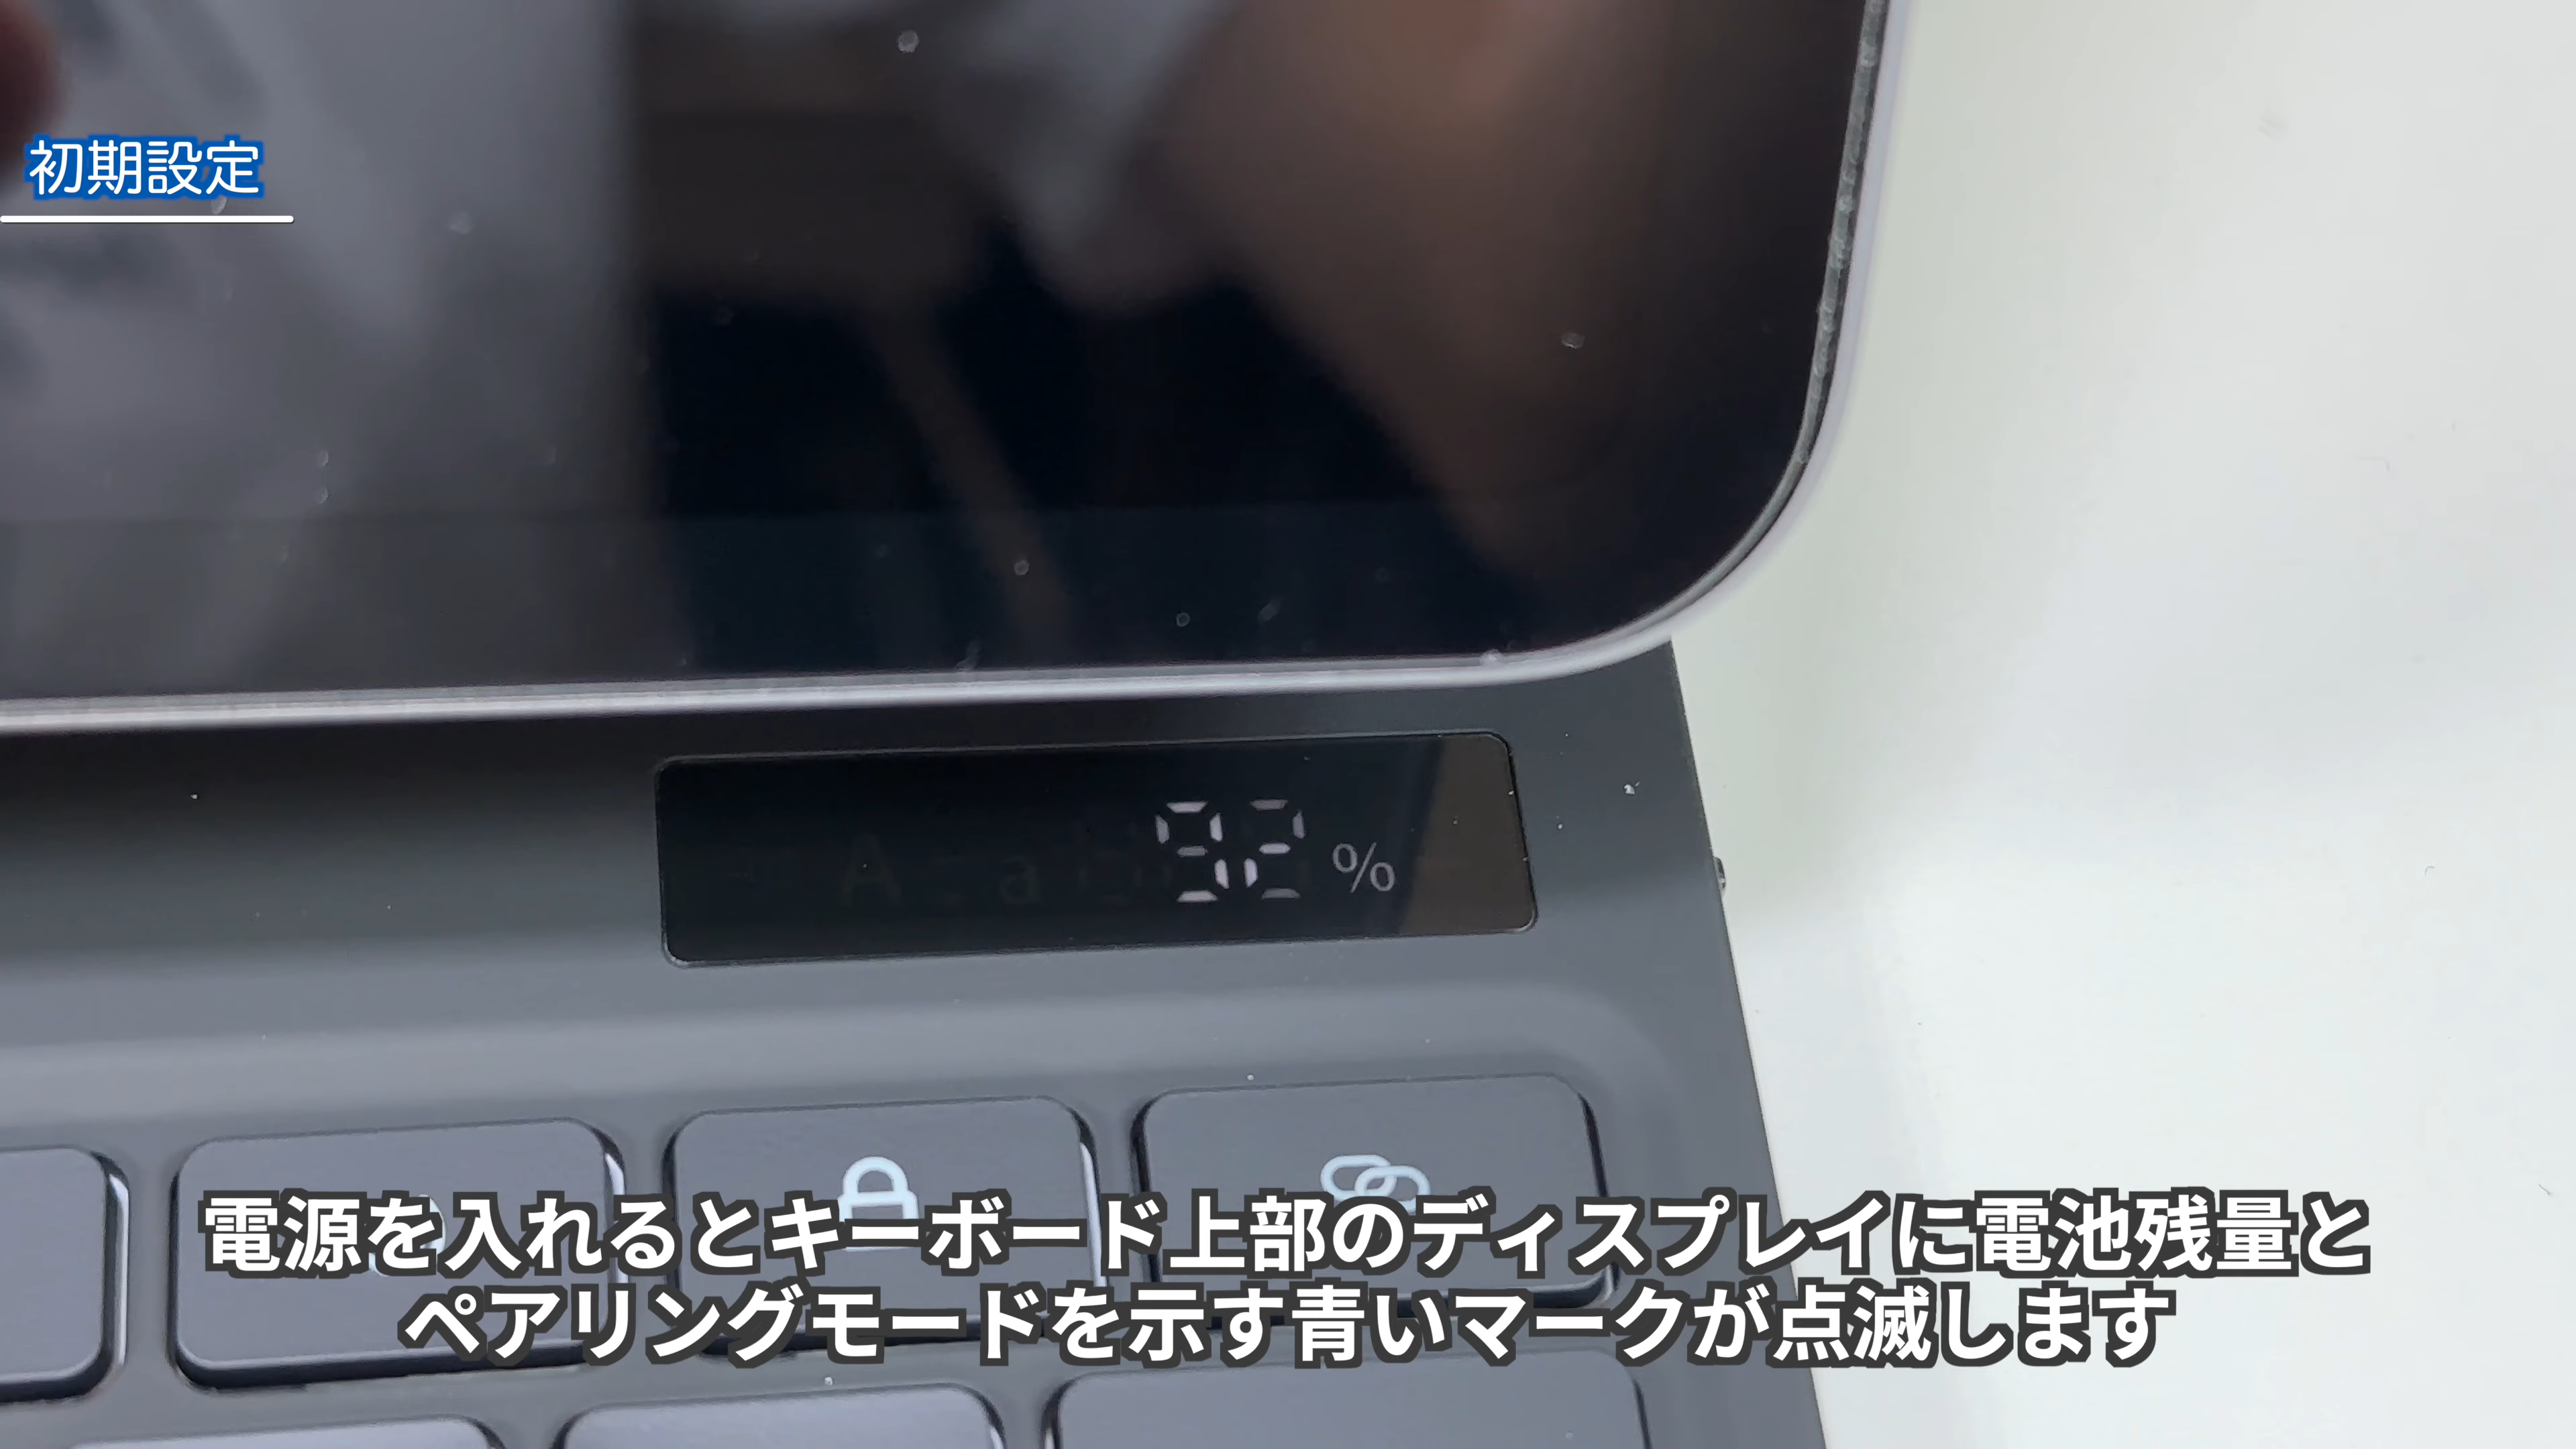 初期設定
92%
電源を入れるとキーボード上部のディスプレイに電池残量と
ペアリングモードを示す青いマークが点滅します